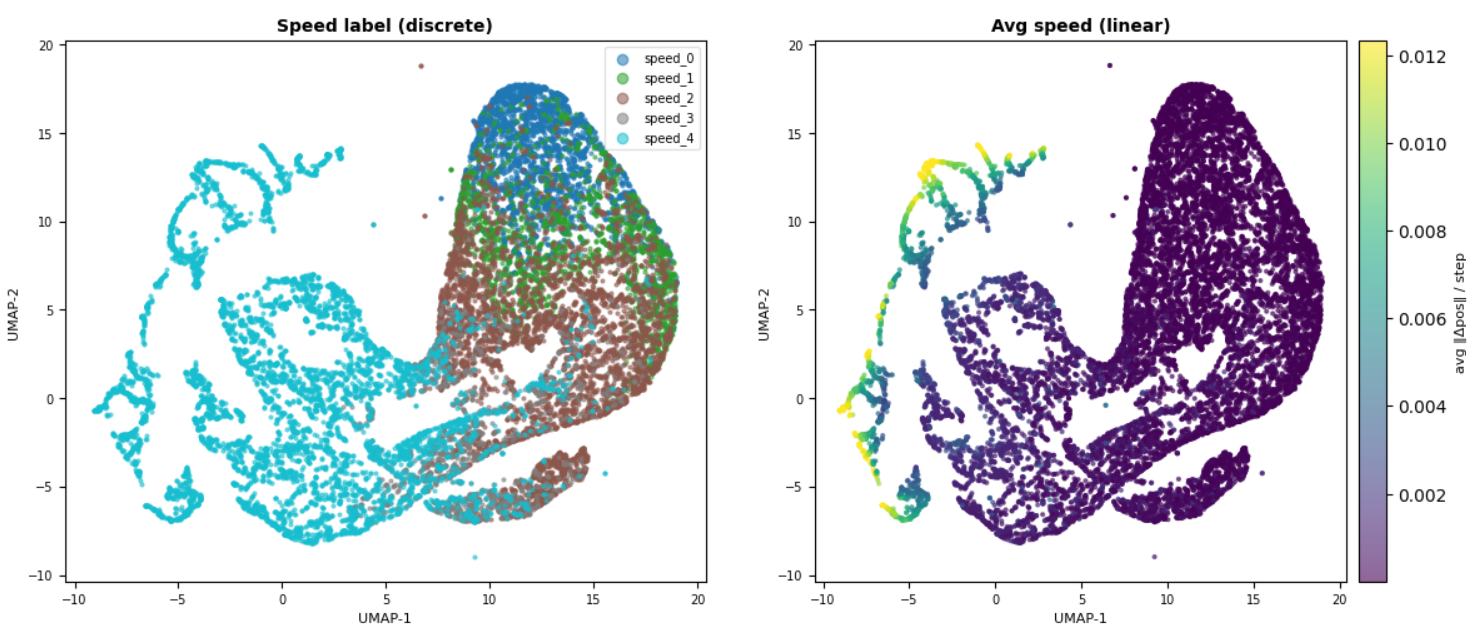 Speed label (discrete)
speed_0
speed_1
speed_2
speed_3
speed_4
20
15
10
5
0
−5
−10
−10
−5
0
5
10
15
20
UMAP-1
UMAP-2
Avg speed (linear)
20
15
10
5
0
−5
−10
−10
−5
0
5
10
15
20
UMAP-1
UMAP-2
0.012
0.010
0.008
0.006
0.004
0.002
avg ‖Δpos‖ / step